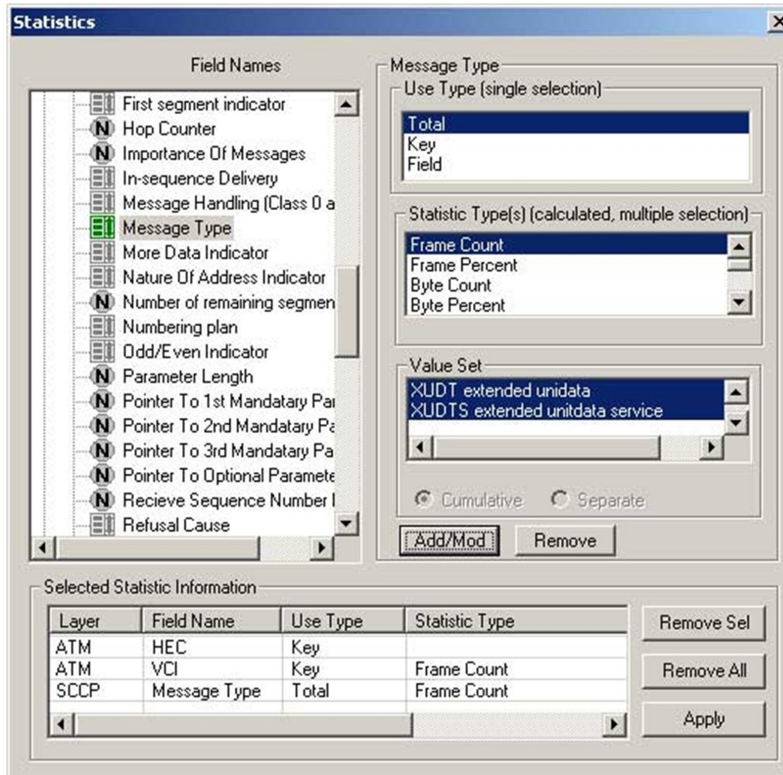 Statistics
Field Names
First segment indicator
Hop Counter
Importance Of Messages
In-sequence Delivery
Message Handling (Class 0 a
Message Type
More Data Indicator
Nature Of Address Indicator
Number of remaining segmen
Numbering plan
Odd/Even Indicator
Parameter Length
Pointer To 1st Mandatary Par
Pointer To 2nd Mandatary Pa
Pointer To 3rd Mandatary Pa
Pointer To Optional Paramete
Recieve Sequence Number
Refusal Cause
Message Type
Use Type (single selection)
Total
Key
Field
Statistic Type(s) (calculated, multiple selection)
Frame Count
Frame Percent
Byte Count
Byte Percent
Value Set
XUDT extended unidata
XUDTS extended unitdata service
Cumulative Separate
Add/Mod Remove
Selected Statistic Information
Layer Field Name Use Type Statistic Type
ATM HEC Key
ATM VCI Key Frame Count
SCCP Message Type Total Frame Count
Remove Sel
Remove All
Apply